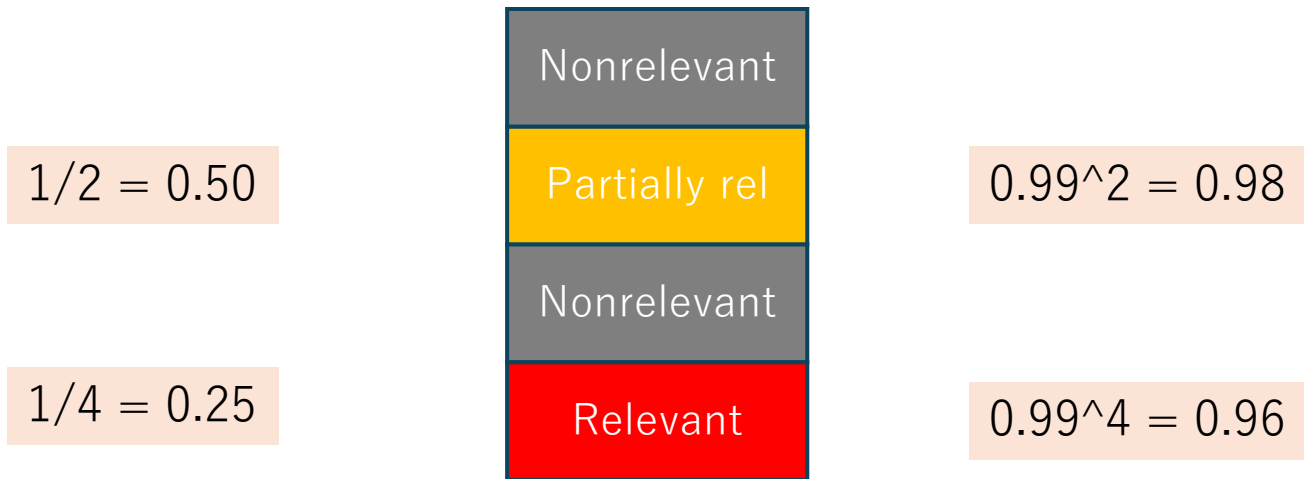 Nonrelevant
1/2 = 0.50
Partially rel
0.99^2 = 0.98
Nonrelevant
1/4 = 0.25
Relevant
0.99^4 = 0.96